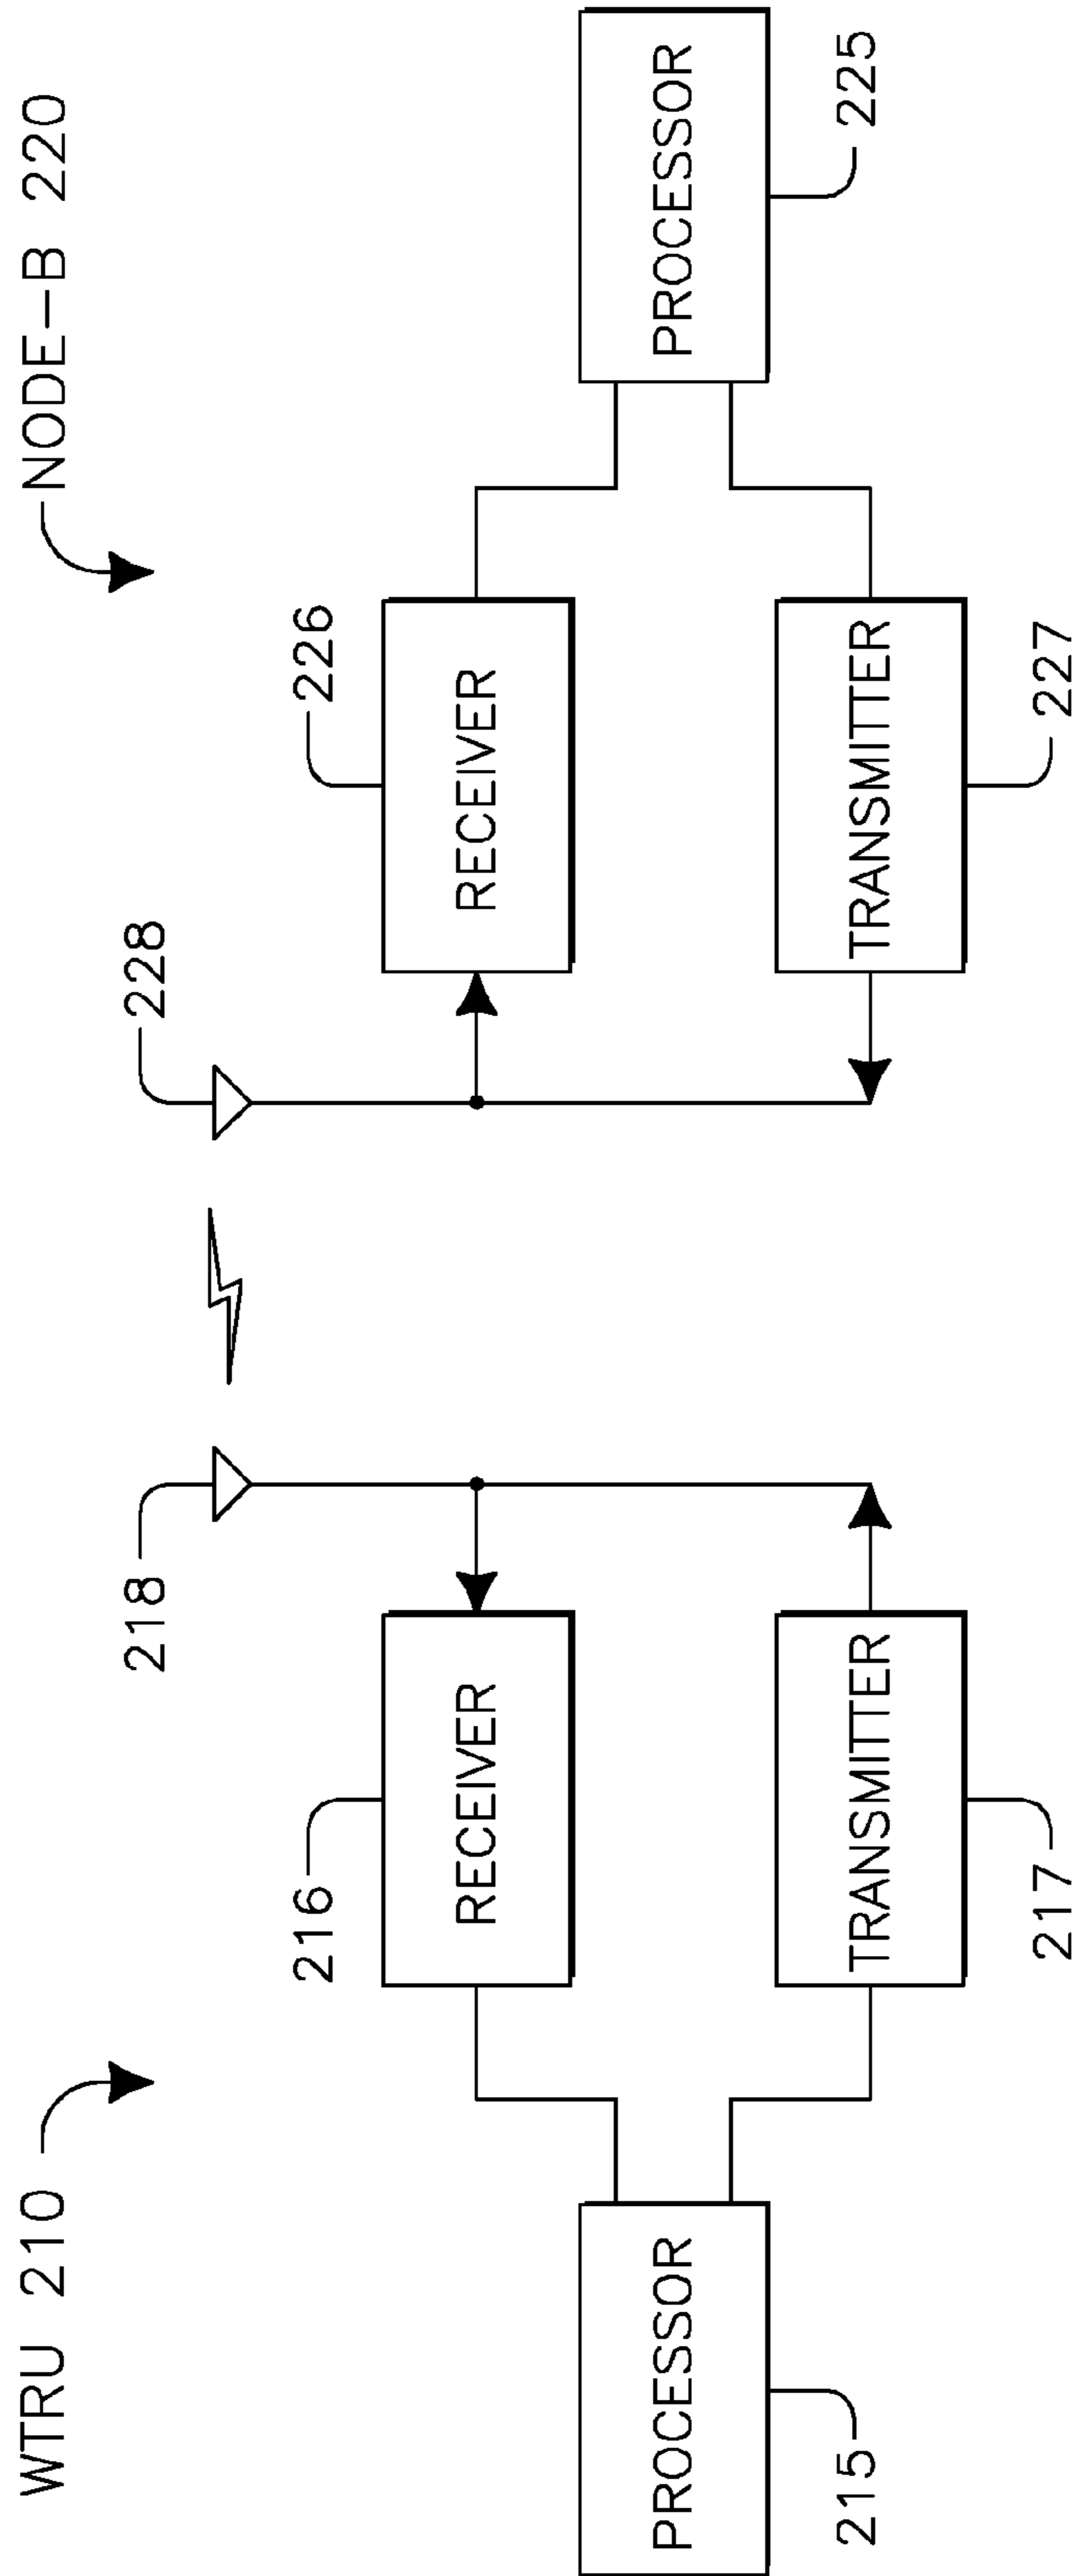 WTRU 210
NODE-B 220
218
228
216
226
RECEIVER
RECEIVER
PROCESSOR
PROCESSOR
215
225
TRANSMITTER
TRANSMITTER
217
227